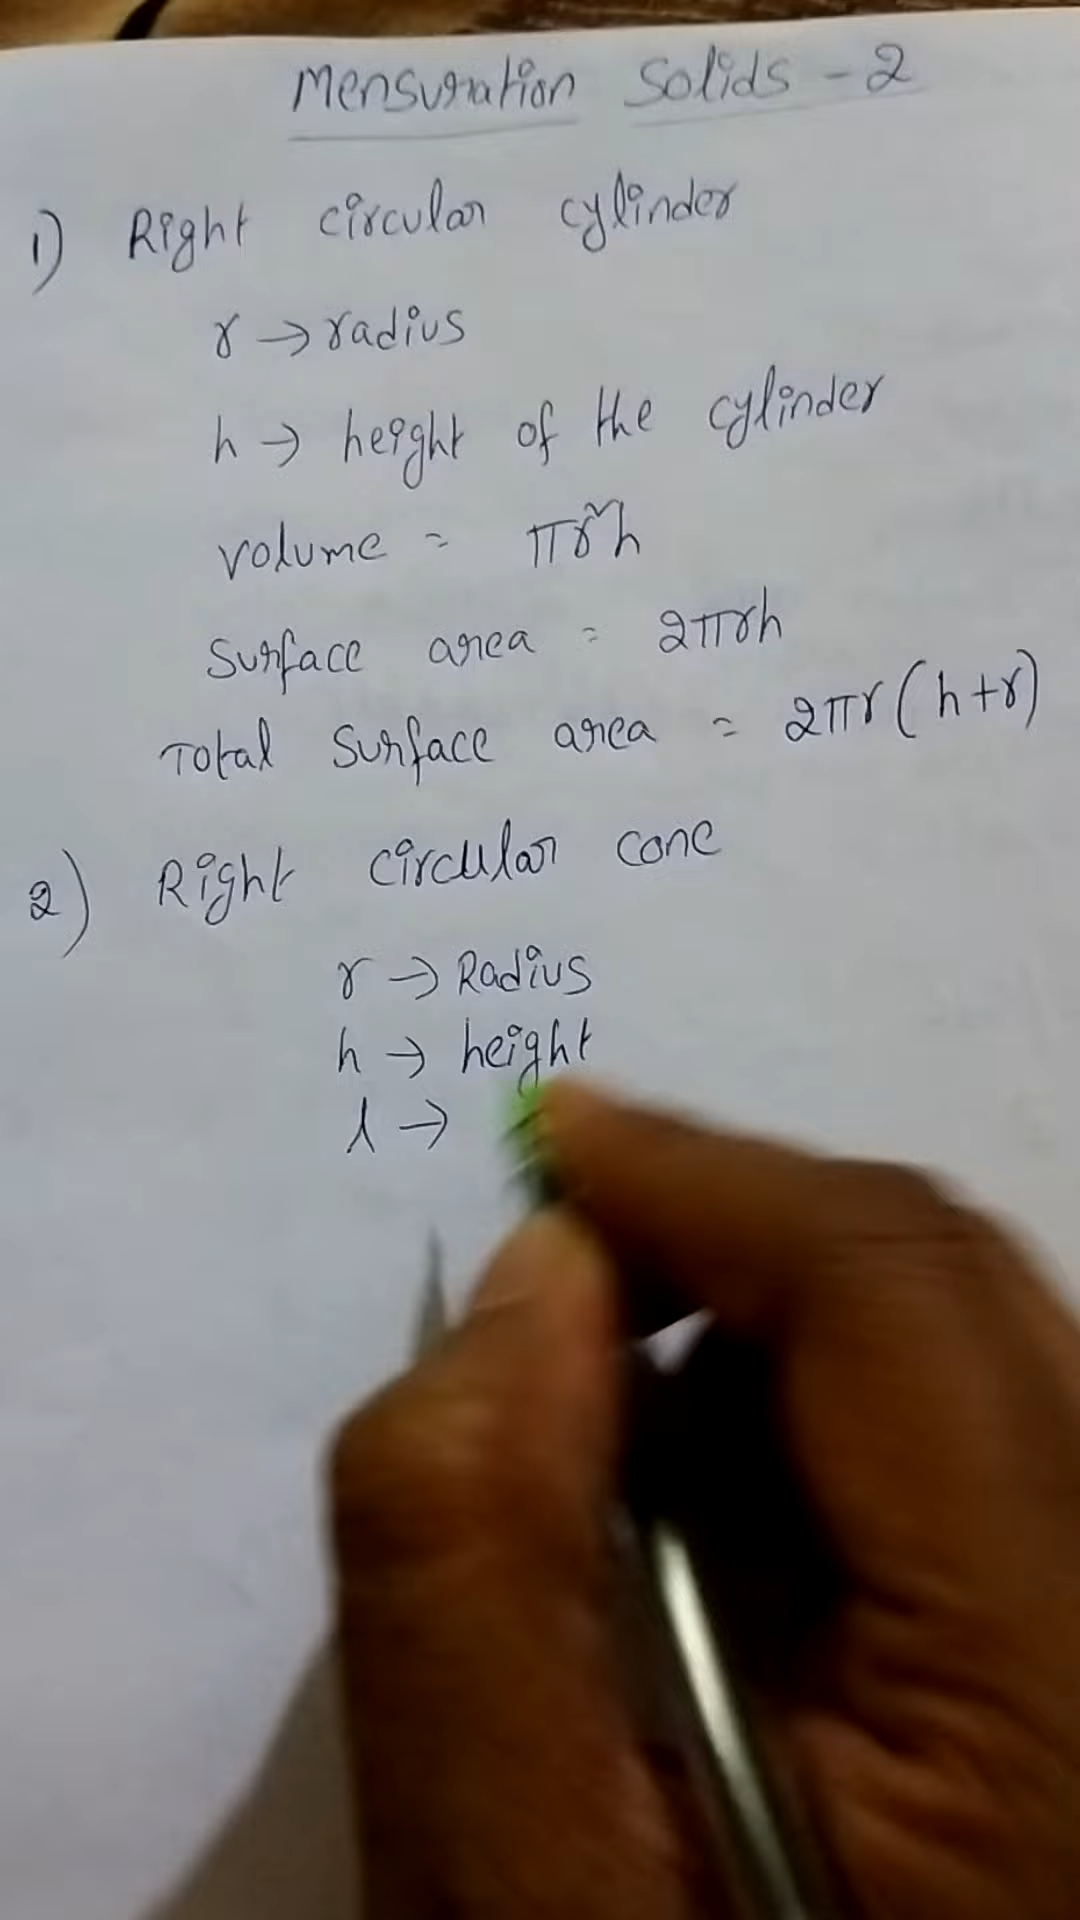 Mensuration Solids - 2
1) Right circular cylinder
r → radius
h → height of the cylinder
volume = πr²h
Surface area = 2πrh
Total Surface area = 2πr(h+r)
2) Right circular cone
r → Radius
h → height
l →